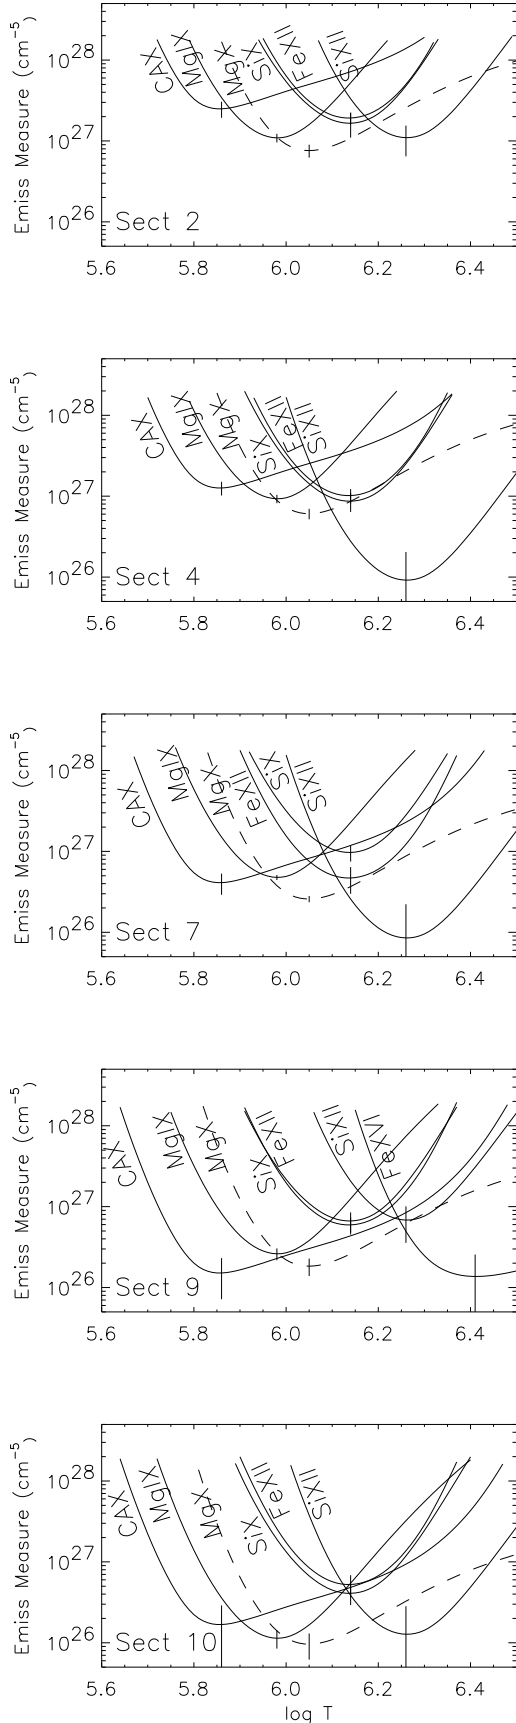 Emiss Measure (cm⁻⁵)
10²⁸
10²⁷
10²⁶
CAX
MgIX
MgX
SiX
FeXII
SiXII
Sect 2
5.6 6.0 6.2 6.4
Emiss Measure (cm⁻⁵)
10²⁸
10²⁷
10²⁶
CAX
MgIX
MgX
SiX
FeXII
SiXII
Sect 4
5.6 5.8 6.0 6.2 6.4
Emiss Measure (cm⁻⁵)
10²⁸
10²⁷
10²⁶
CAX
MgIX
MgX
FeXII
SiX
SiXII
Sect 7
5.6 5.8 6.0 6.2 6.4
Emiss Measure (cm⁻⁵)
10²⁸
10²⁷
10²⁶
CAX
MgIX
MgX
SiX
FeXII
SiXII
FeXVI
Sect 9
5.6 5.8 6.0 6.2 6.4
Emiss Measure (cm⁻⁵)
10²⁸
10²⁷
10²⁶
CAX
MgIX
MgX
SiX
FeXII
SiXII
Sect 10
5.6 5.8 6.0 6.2 6.4
log T